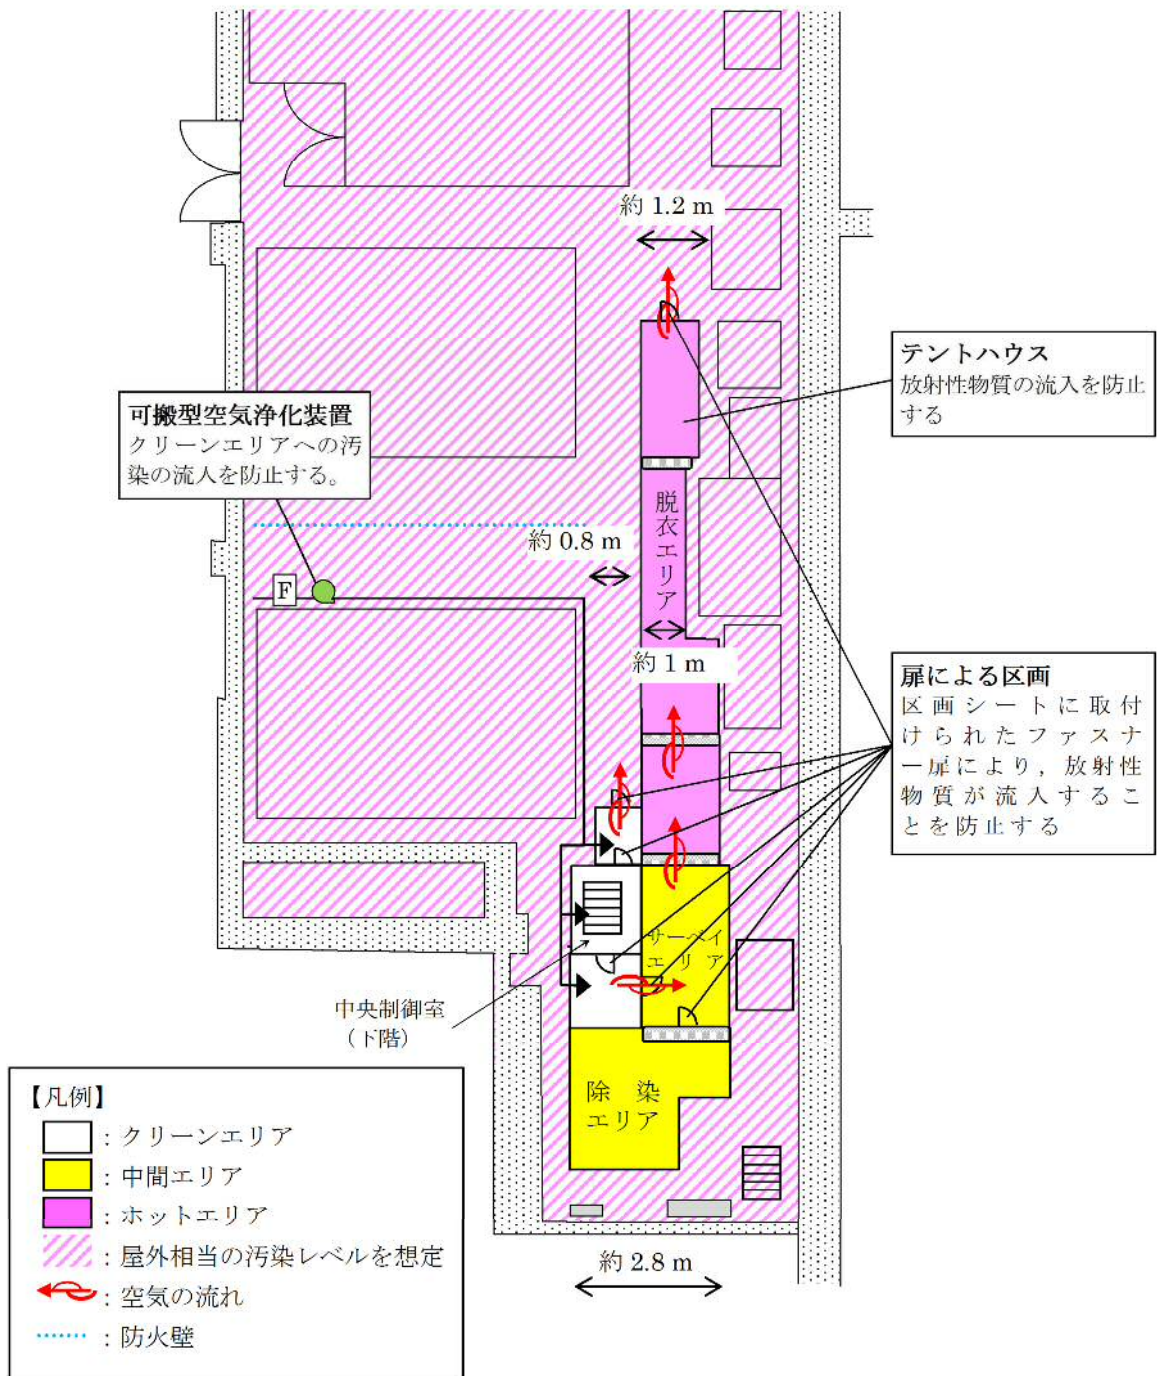 約 1.2 m
テントハウス
放射性物質の流入を防止
する
可搬型空気浄化装置
クリーンエリアへの汚
染の流人を防止する。
脱衣エリア
約 0.8 m
F
約 1 m
扉による区画
区画シートに取付
けられたファスナ
ー扉により，放射性
物質が流入するこ
とを防止する
サーベイ
エリア
中央制御室
（下階）
除 染
エリア
約 2.8 m
【凡例】
：クリーンエリア
：中間エリア
：ホットエリア
：屋外相当の汚染レベルを想定
：空気の流れ
：防火壁